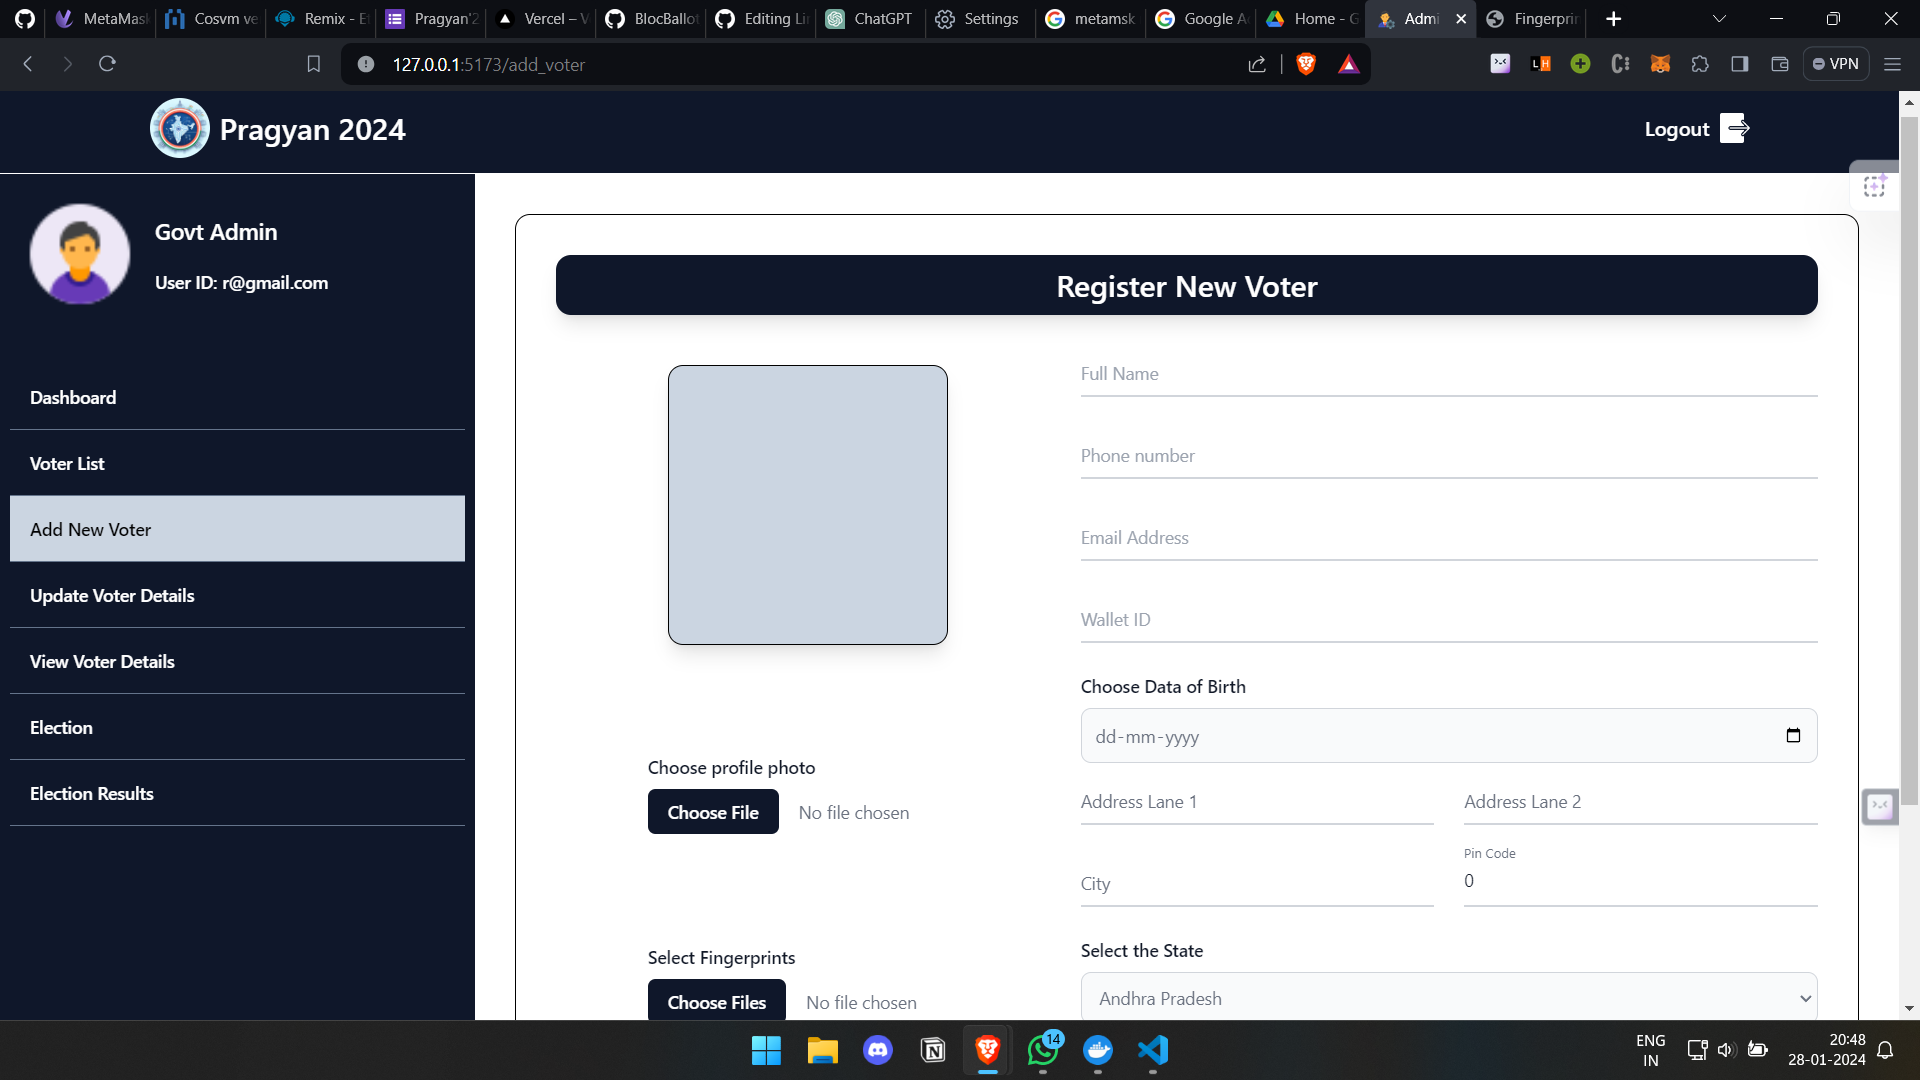 MetaMas
Cosvm ve
Remix - E
Pragyan'2
Vercel – V
BlocBallot
Editing Li
ChatGPT
Settings
metamsk
Google A
Home - G
Admi
Fingerprin
127.0.0.1:5173/add_voter
VPN
Pragyan 2024
Logout
Govt Admin
User ID: r@gmail.com
Dashboard
Voter List
Add New Voter
Update Voter Details
View Voter Details
Election
Election Results
Register New Voter
Choose profile photo
Choose File No file chosen
Select Fingerprints
Choose Files No file chosen
Full Name
Phone number
Email Address
Wallet ID
Choose Data of Birth
dd-mm-yyyy
Address Lane 1
Address Lane 2
City
Pin Code
0
Select the State
Andhra Pradesh
14
ENG
IN
20:48
28-01-2024